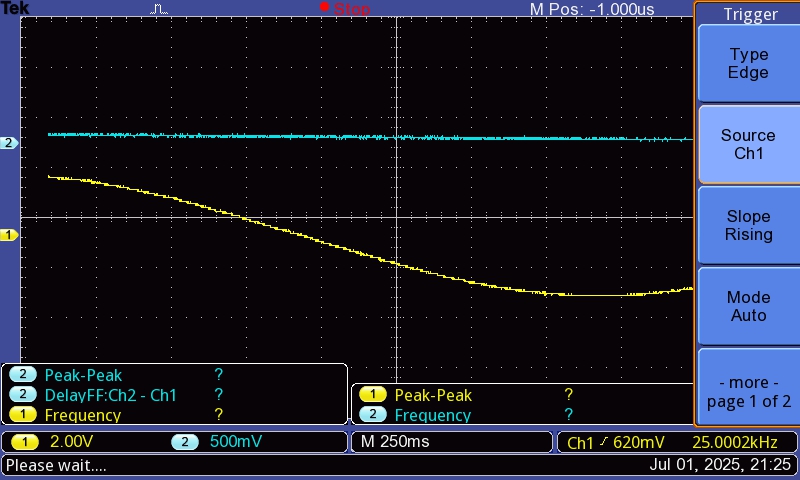 Tek Stop M Pos: -1.000us
Trigger
Type
Edge
Source
Ch1
Slope
Rising
Mode
Auto
- more -
page 1 of 2
2
1
2 Peak-Peak ?
2 DelayFF:Ch2 - Ch1 ?
1 Frequency ?
1 Peak-Peak ?
2 Frequency ?
1 2.00V 2 500mV M 250ms Ch1 620mV 25.0002kHz
Please wait.... Jul 01, 2025, 21:25